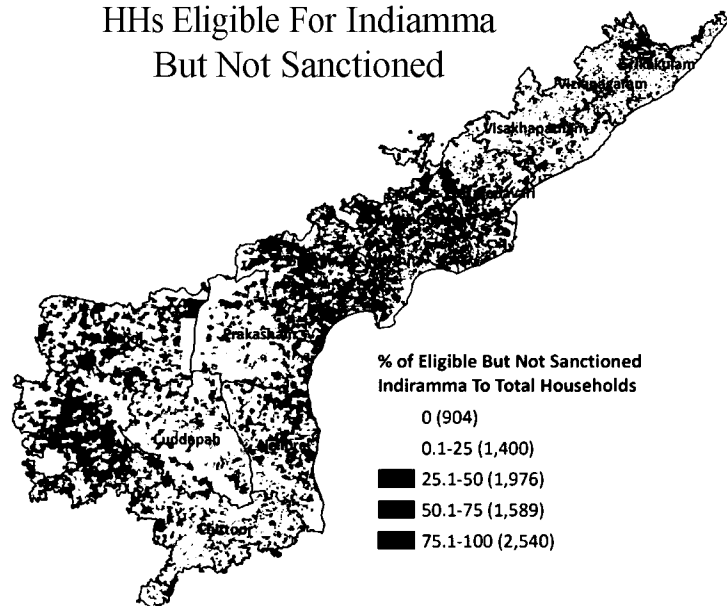 HHs Eligible For Indiamma
But Not Sanctioned
Srikakulam
Vizianagaram
Visakhapatnam
Prakasham
Cuddapah
Nellore
Chittoor
% of Eligible But Not Sanctioned
Indiramma To Total Households
0 (904)
0.1-25 (1,400)
25.1-50 (1,976)
50.1-75 (1,589)
75.1-100 (2,540)